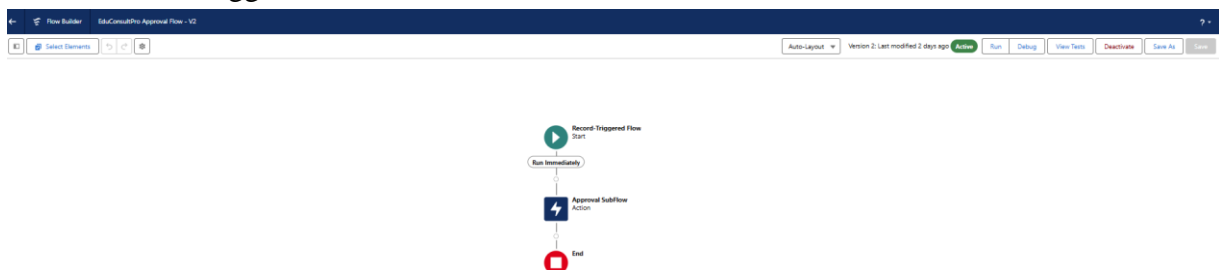 Flow Builder EduConsultPro Approval Flow - V2 ? 
Select Elements Auto-Layout Version 2: Last modified 2 days ago Active Run Debug View Tests Deactivate Save As Save
Record-Triggered Flow
Start
Run Immediately
Approval SubFlow
Action
End